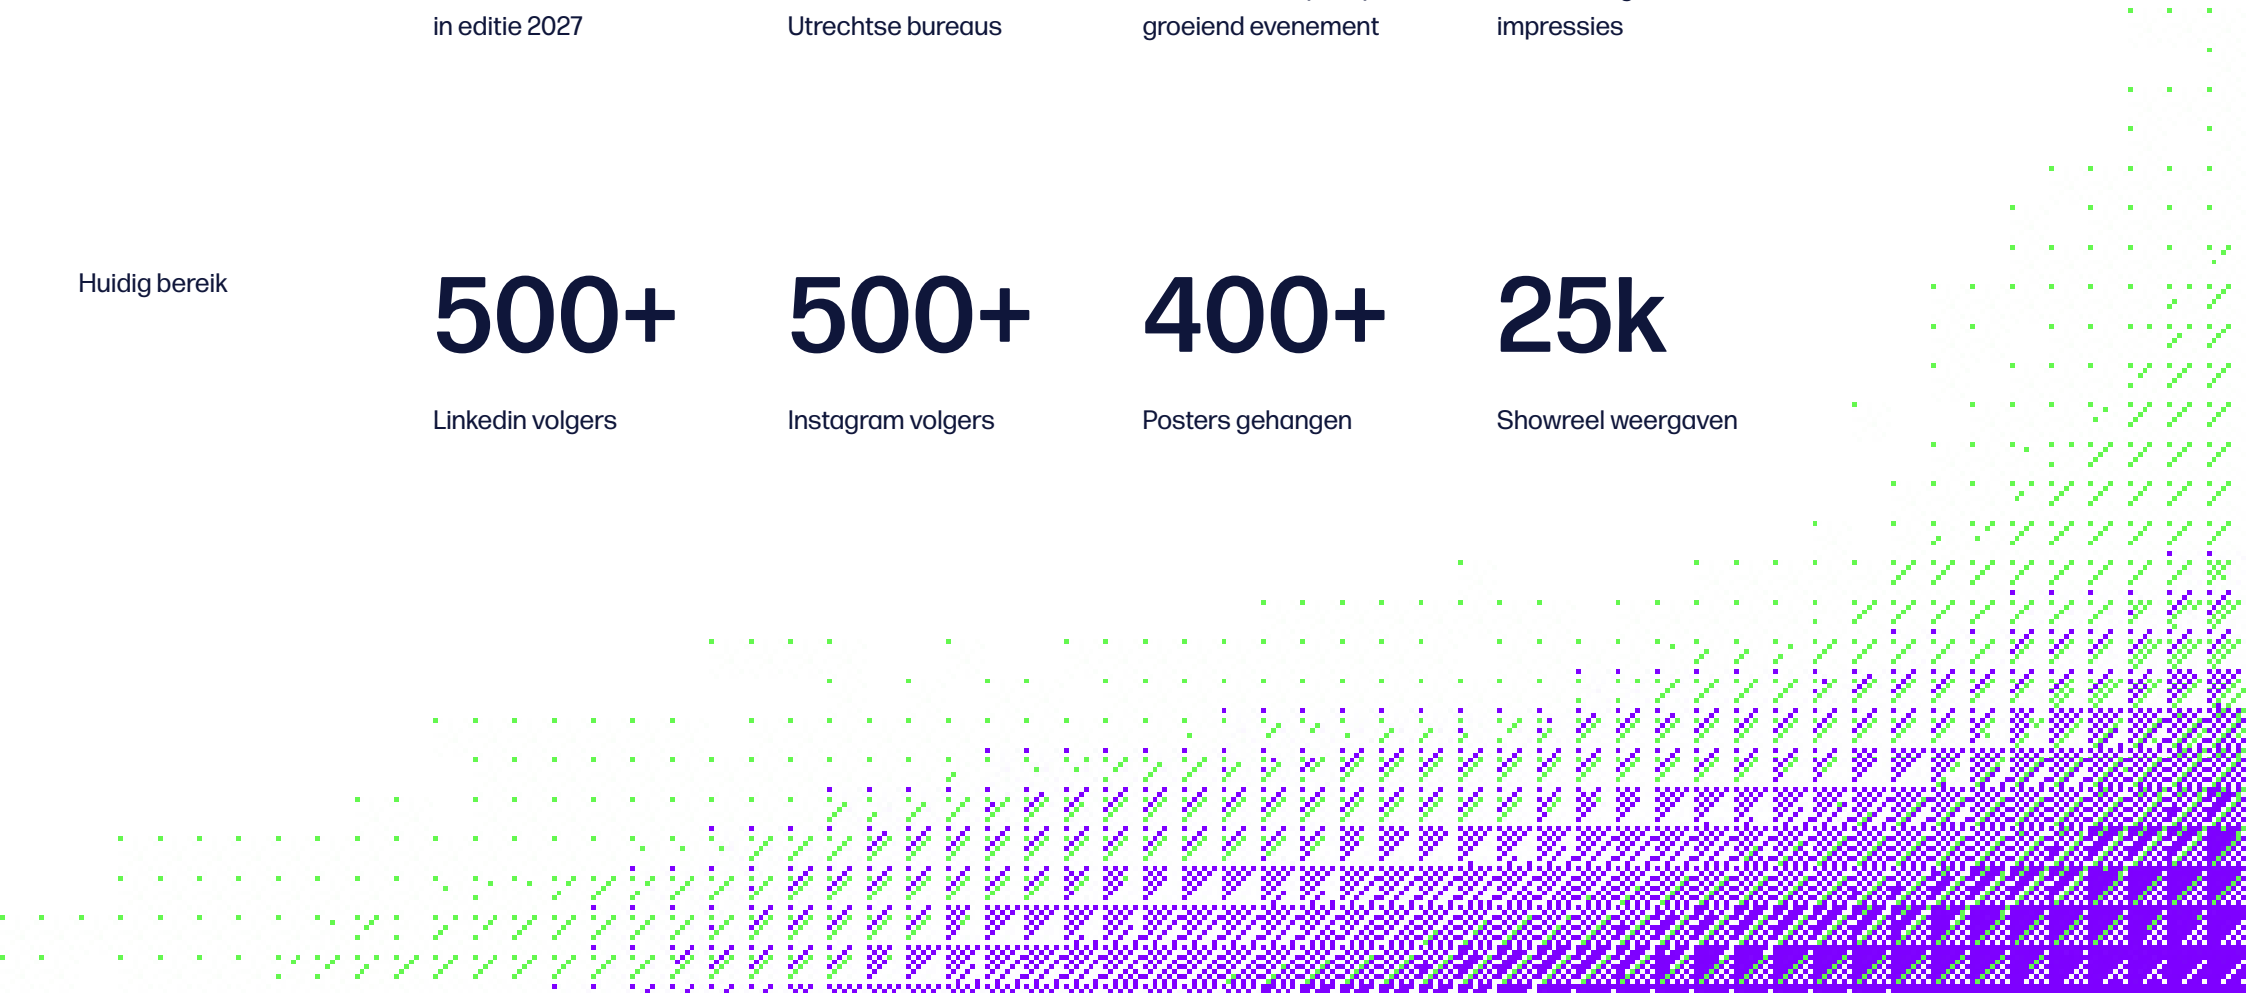 in editie 2027
Utrechtse bureaus
groeiend evenement
impressies
Huidig bereik
500+
500+
400+
25k
Linkedin volgers
Instagram volgers
Posters gehangen
Showreel weergaven